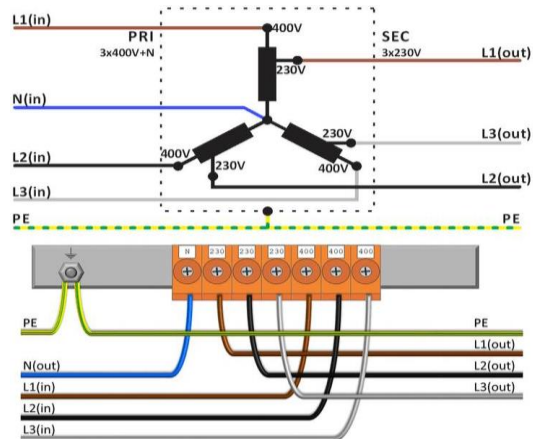 L1(in)
400V
PRI
3x400V+N
SEC
3x230V
230V
L1(out)
N(in)
230V
L3(out)
400V
L2(in)
230V
400V
L3(in)
L2(out)
PE
PE
N 230 230 230 400 400 400
PE
PE
L1(out)
N(out)
L2(out)
L1(in)
L3(out)
L2(in)
L3(in)